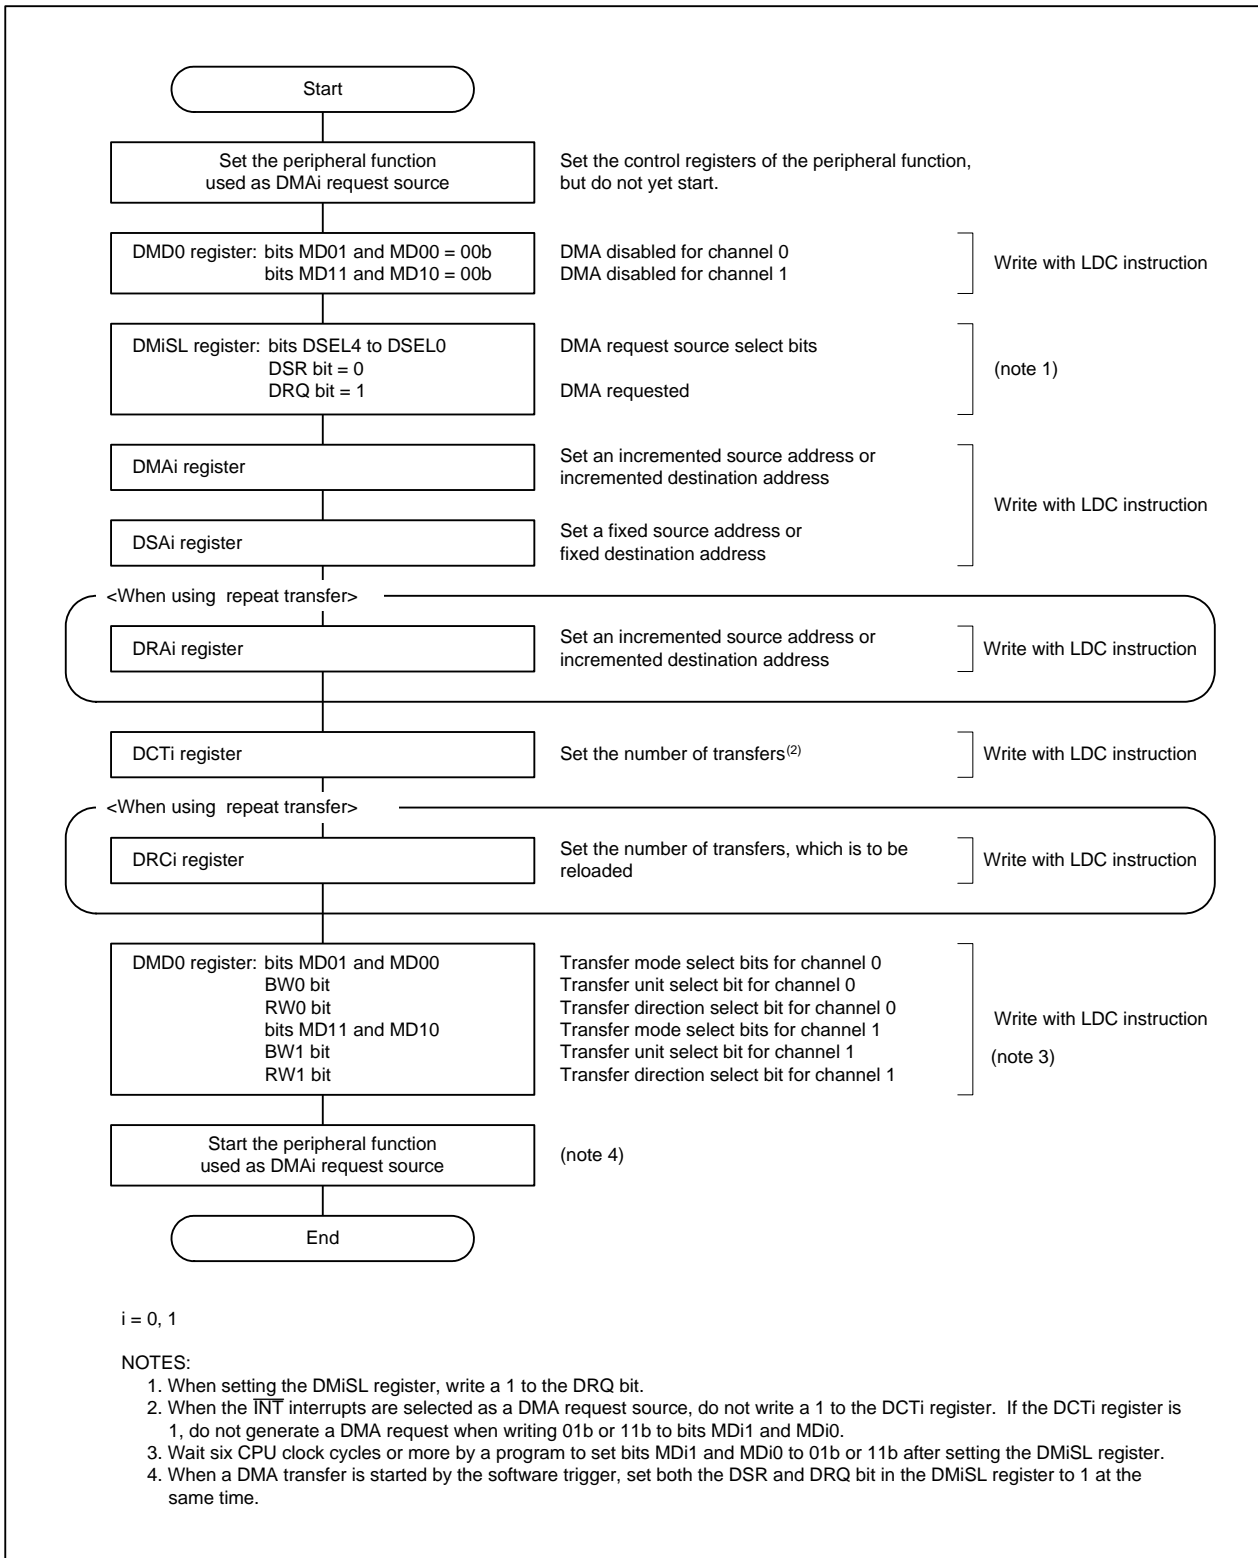 Start
Set the peripheral function
used as DMAi request source
Set the control registers of the peripheral function,
but do not yet start.
DMD0 register: bits MD01 and MD00 = 00b
bits MD11 and MD10 = 00b
DMA disabled for channel 0
DMA disabled for channel 1
Write with LDC instruction
DMiSL register: bits DSEL4 to DSEL0
DSR bit = 0
DRQ bit = 1
DMA request source select bits
DMA requested
(note 1)
DMAi register
Set an incremented source address or
incremented destination address
DSAi register
Set a fixed source address or
fixed destination address
Write with LDC instruction
<When using repeat transfer>
DRAi register
Set an incremented source address or
incremented destination address
Write with LDC instruction
DCTi register
Set the number of transfers(2)
Write with LDC instruction
<When using repeat transfer>
DRCi register
Set the number of transfers, which is to be
reloaded
Write with LDC instruction
DMD0 register: bits MD01 and MD00
BW0 bit
RW0 bit
bits MD11 and MD10
BW1 bit
RW1 bit
Transfer mode select bits for channel 0
Transfer unit select bit for channel 0
Transfer direction select bit for channel 0
Transfer mode select bits for channel 1
Transfer unit select bit for channel 1
Transfer direction select bit for channel 1
Write with LDC instruction
(note 3)
Start the peripheral function
used as DMAi request source
(note 4)
End
i = 0, 1
NOTES:
1. When setting the DMiSL register, write a 1 to the DRQ bit.
2. When the INT interrupts are selected as a DMA request source, do not write a 1 to the DCTi register. If the DCTi register is
1, do not generate a DMA request when writing 01b or 11b to bits MDi1 and MDi0.
3. Wait six CPU clock cycles or more by a program to set bits MDi1 and MDi0 to 01b or 11b after setting the DMiSL register.
4. When a DMA transfer is started by the software trigger, set both the DSR and DRQ bit in the DMiSL register to 1 at the
same time.